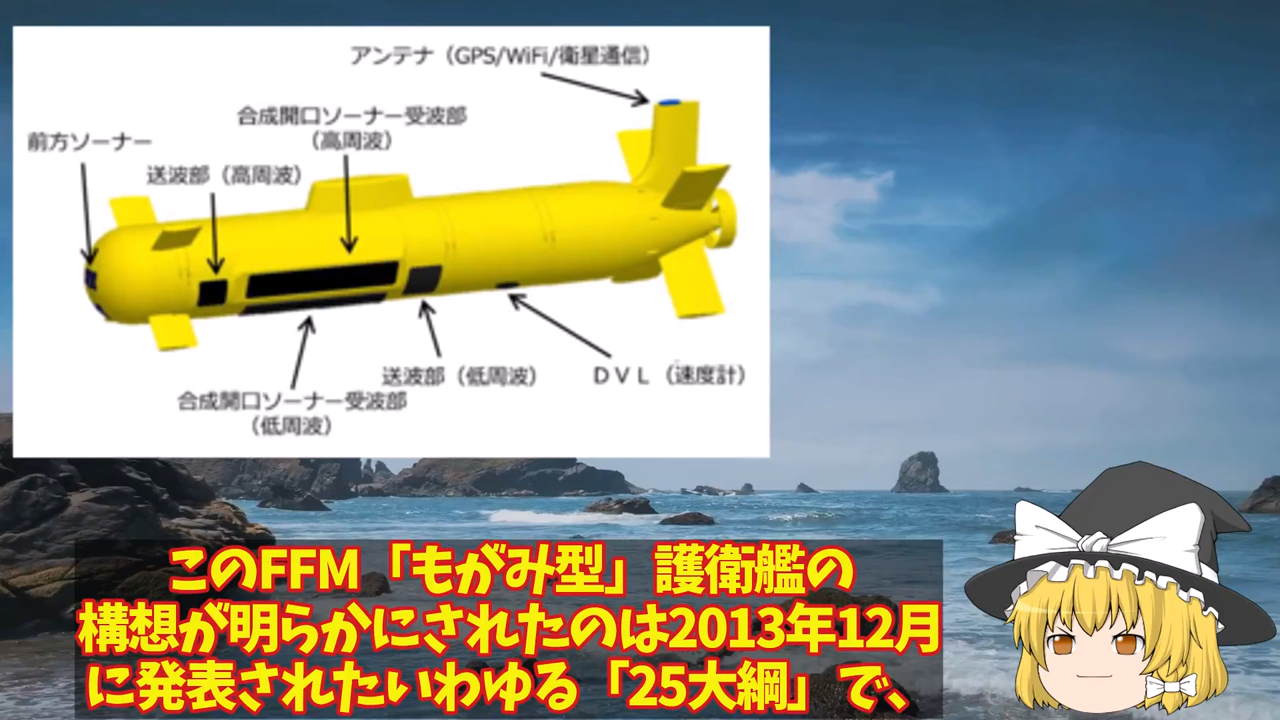 アンテナ（GPS/WiFi/衛星通信）
合成開口ソーナー受波部
（高周波）
前方ソーナー
送波部（高周波）
送波部（低周波）
ＤＶＬ（速度計）
合成開口ソーナー受波部
（低周波）
このFFM「もがみ型」護衛艦の
構想が明らかにされたのは2013年12月
に発表されたいわゆる「25大綱」で、